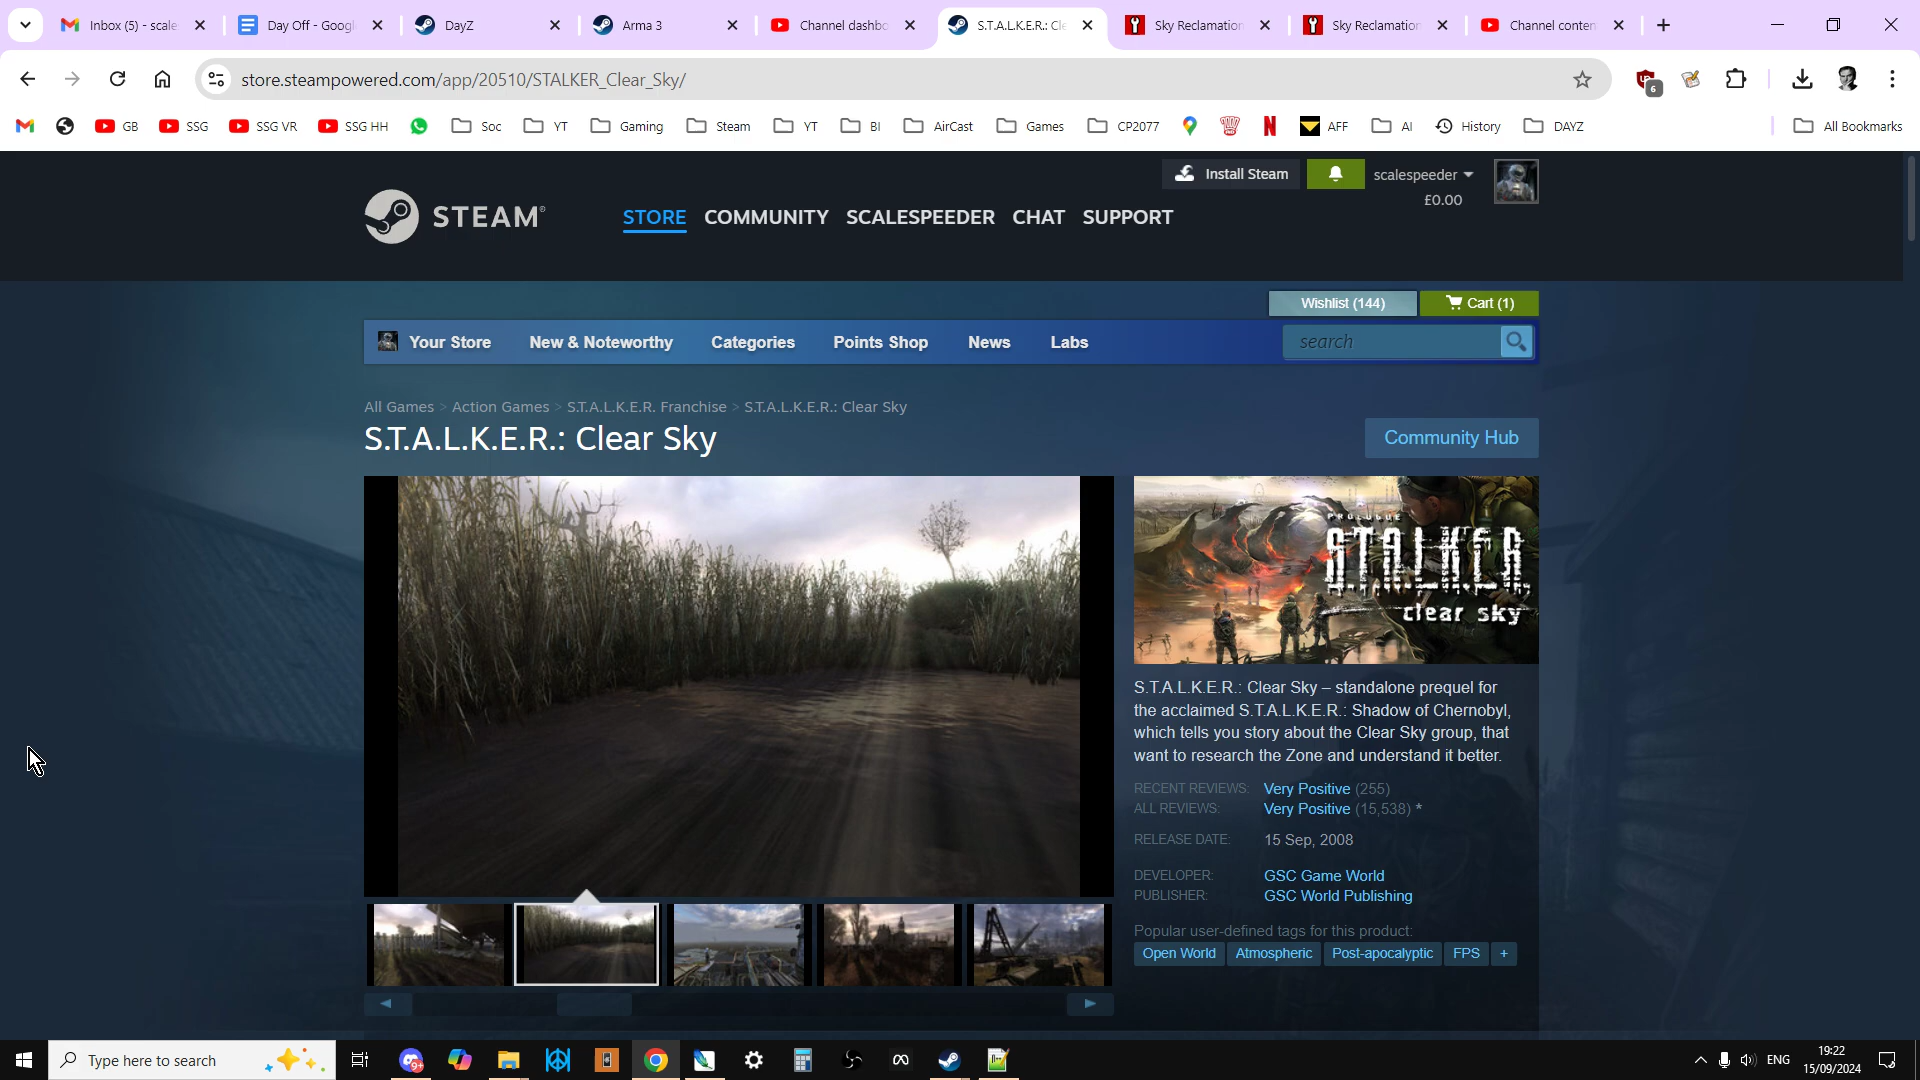 Inbox (5) - scale
Day Off - Googl
DayZ
Arma 3
Channel dashbo
S.T.A.L.K.E.R.: Cle
Sky Reclamation
Sky Reclamation
Channel conten
store.steampowered.com/app/20510/STALKER_Clear_Sky/
6
GB
SSG
SSG VR
SSG HH
Soc
YT
Gaming
Steam
YT
BI
AirCast
Games
CP2077
AFF
AI
History
DAYZ
All Bookmarks
Install Steam
scalespeeder
£0.00
STEAM®
STORE COMMUNITY SCALESPEEDER CHAT SUPPORT
Wishlist (144)
Cart (1)
Your Store
New & Noteworthy
Categories
Points Shop
News
Labs
search
All Games > Action Games > S.T.A.L.K.E.R. Franchise > S.T.A.L.K.E.R.: Clear Sky
S.T.A.L.K.E.R.: Clear Sky
Community Hub
PROLOGUE
S.T.A.L.K.E.R.
clear sky
S.T.A.L.K.E.R.: Clear Sky – standalone prequel for
the acclaimed S.T.A.L.K.E.R.: Shadow of Chernobyl,
which tells you story about the Clear Sky group, that
want to research the Zone and understand it better.
RECENT REVIEWS: Very Positive (255)
ALL REVIEWS: Very Positive (15,538) *
RELEASE DATE: 15 Sep, 2008
DEVELOPER: GSC Game World
PUBLISHER: GSC World Publishing
Popular user-defined tags for this product:
Open World
Atmospheric
Post-apocalyptic
FPS
+
Type here to search
9+
ENG
19:22
15/09/2024